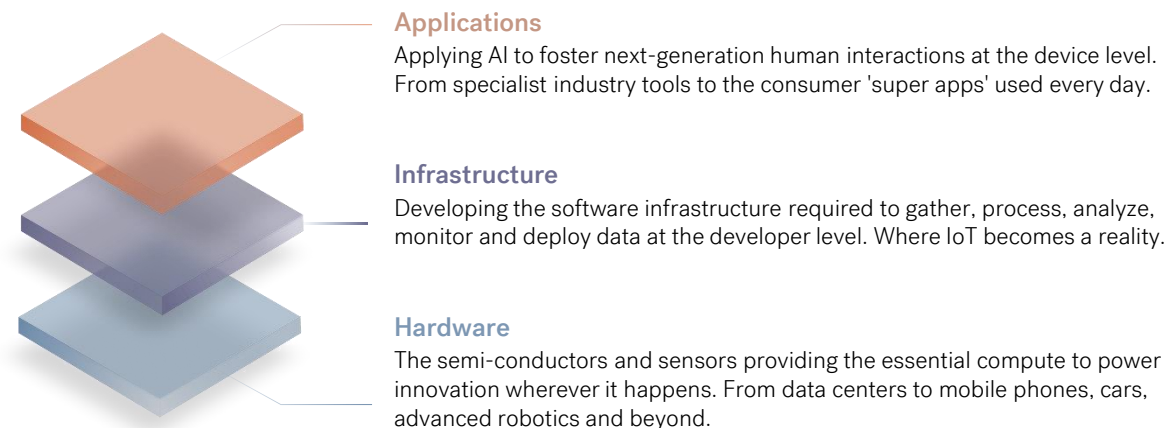 Applications
Applying AI to foster next-generation human interactions at the device level.
From specialist industry tools to the consumer 'super apps' used every day.
Infrastructure
Developing the software infrastructure required to gather, process, analyze,
monitor and deploy data at the developer level. Where IoT becomes a reality.
Hardware
The semi-conductors and sensors providing the essential compute to power
innovation wherever it happens. From data centers to mobile phones, cars,
advanced robotics and beyond.